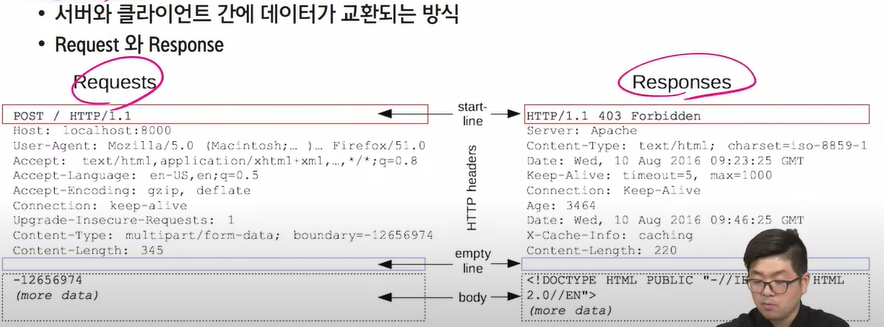 • 서버와 클라이언트 간에 데이터가 교환되는 방식
• Request 와 Response
Requests
POST / HTTP/1.1
Host: localhost:8000
User-Agent: Mozilla/5.0 (Macintosh;… )… Firefox/51.0
Accept: text/html,application/xhtml+xml,…,*/*;q=0.8
Accept-Language: en-US,en;q=0.5
Accept-Encoding: gzip, deflate
Connection: keep-alive
Upgrade-Insecure-Requests: 1
Content-Type: multipart/form-data; boundary=-12656974
Content-Length: 345
-12656974
(more data)
start-
line
HTTP headers
empty
line
body
Responses
HTTP/1.1 403 Forbidden
Server: Apache
Content-Type: text/html; charset=iso-8859-1
Date: Wed, 10 Aug 2016 09:23:25 GMT
Keep-Alive: timeout=5, max=1000
Connection: Keep-Alive
Age: 3464
Date: Wed, 10 Aug 2016 09:46:25 GMT
X-Cache-Info: caching
Content-Length: 220
<!DOCTYPE HTML PUBLIC "-//IE HTML
2.0//EN">
(more data)